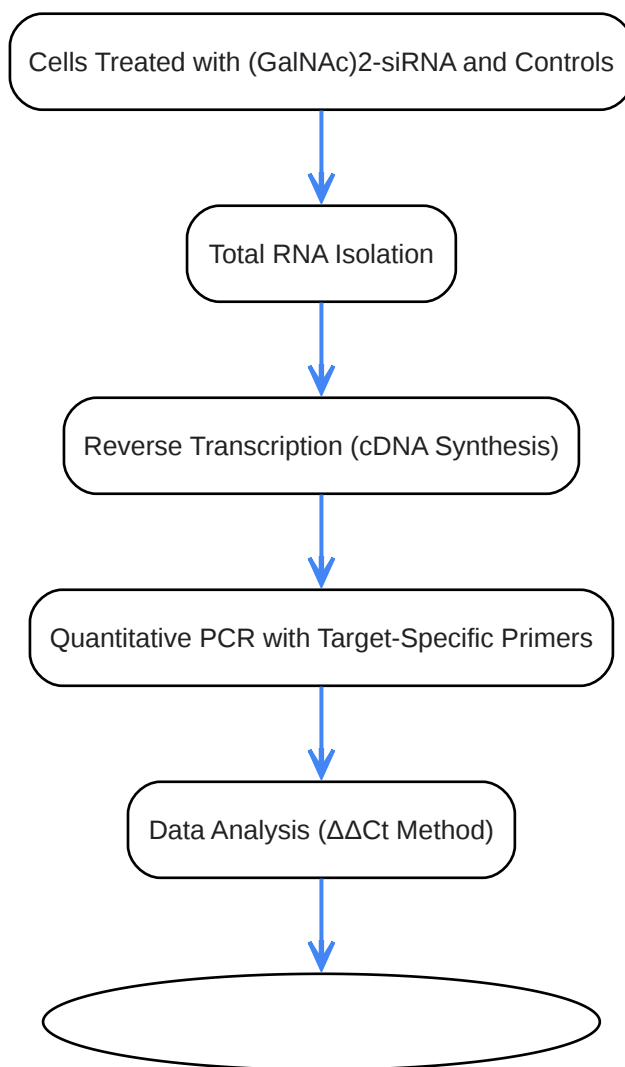 Cells Treated with (GalNAc)2-siRNA and Controls
Total RNA Isolation
Reverse Transcription (cDNA Synthesis)
Quantitative PCR with Target-Specific Primers
Data Analysis (ΔΔCt Method)